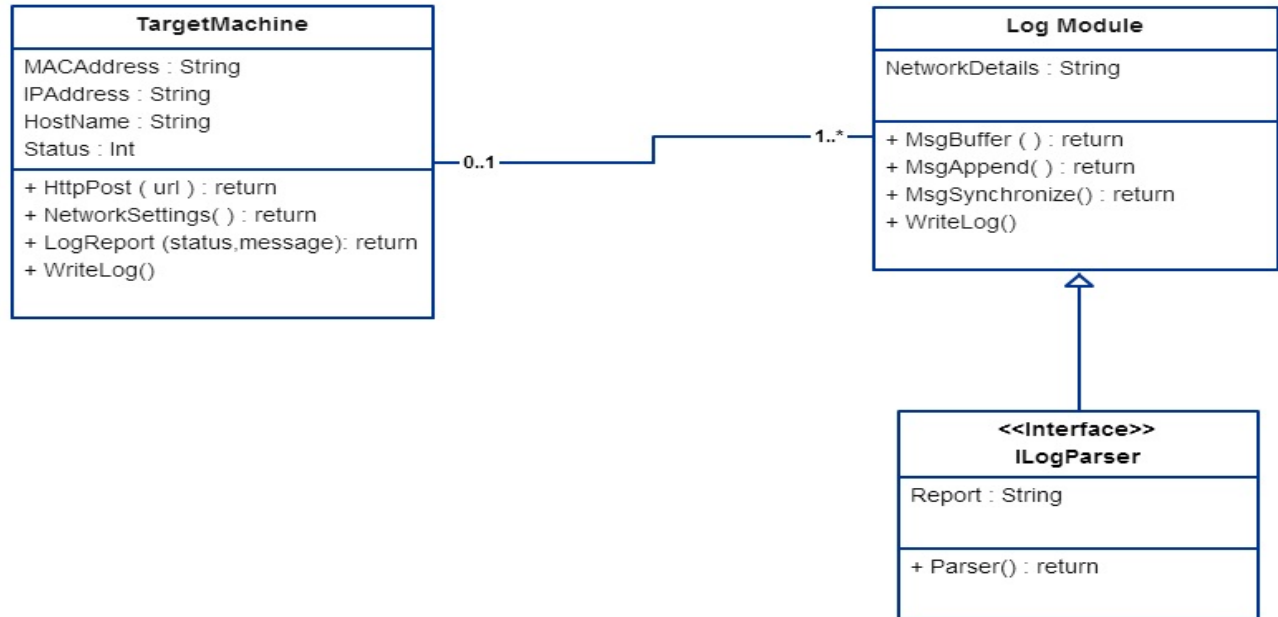 TargetMachine
MACAddress : String
IPAddress : String
HostName : String
Status : Int
+ HttpPost ( url ) : return
+ NetworkSettings( ) : return
+ LogReport (status,message): return
+ WriteLog()
0..1
1..*
Log Module
NetworkDetails : String
+ MsgBuffer ( ) : return
+ MsgAppend( ) : return
+ MsgSynchronize() : return
+ WriteLog()
<<Interface>>
ILogParser
Report : String
+ Parser() : return